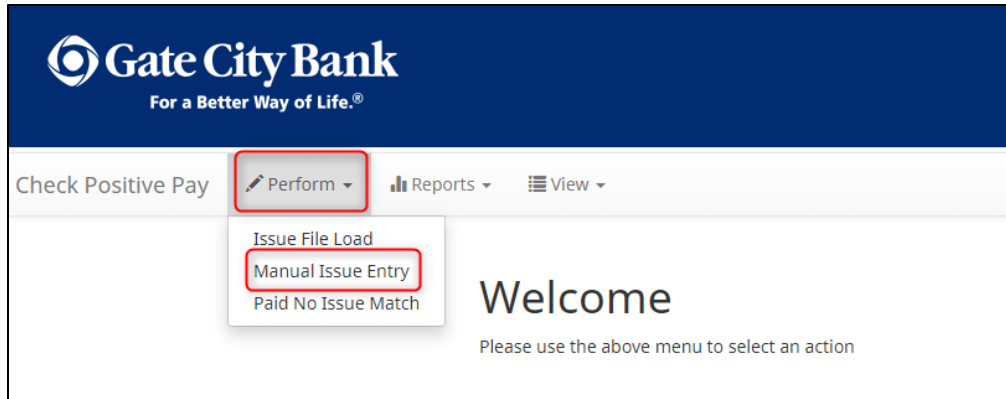 Gate City Bank
For a Better Way of Life.®
Check Positive Pay Perform Reports View
Issue File Load
Manual Issue Entry
Paid No Issue Match
Welcome
Please use the above menu to select an action